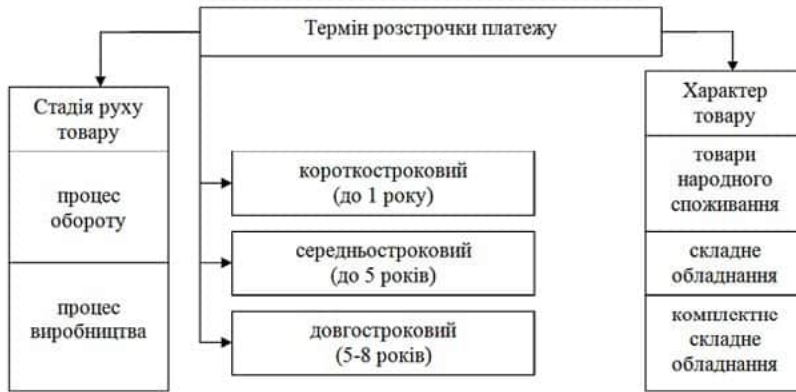 Термін розстрочки платежу
Стадія руху
товару
процес
обороту
процес
виробництва
короткостроковий
(до 1 року)
середньостроковий
(до 5 років)
довгостроковий
(5-8 років)
Характер
товару
товари
народного
споживання
складне
обладнання
комплектне
складне
обладнання